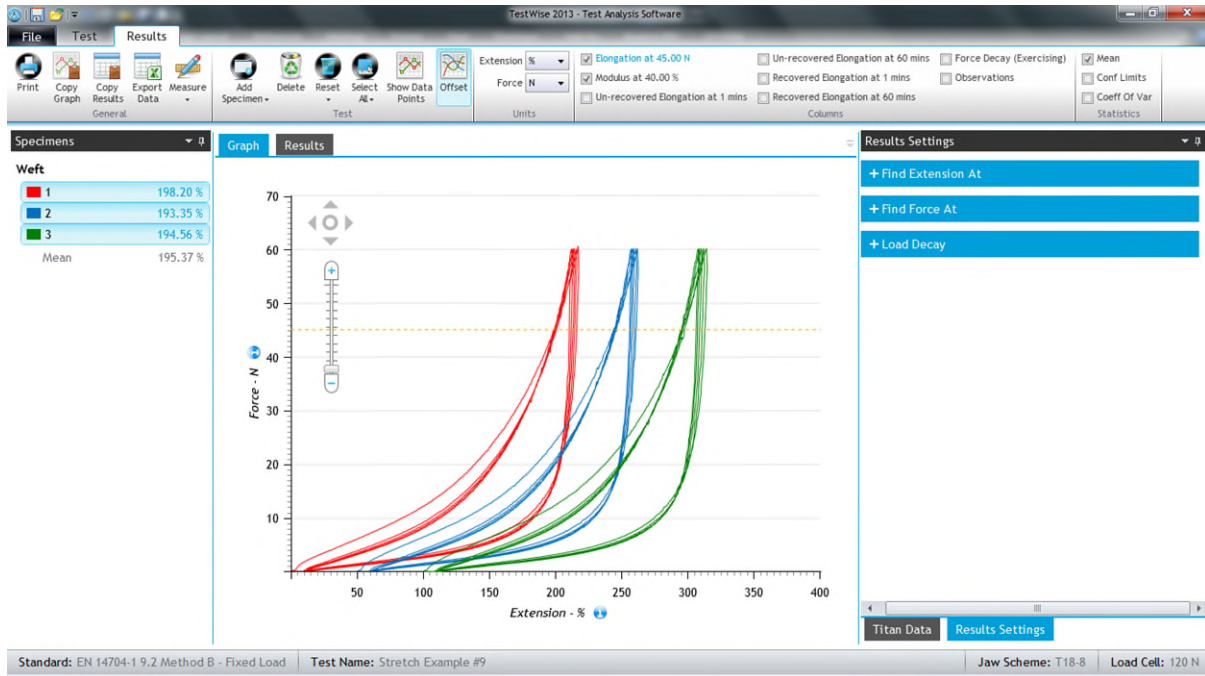 TestWise 2013 - Test Analysis Software
File Test Results
Print
Copy Graph
Copy Results
Export Data
Measure
General
Add Specimen
Delete
Reset
Select All
Show Data Points
Offset
Test
Extension %
Force N
Units
Elongation at 45.00 N
Modulus at 40.00 %
Un-recovered Elongation at 1 mins
Un-recovered Elongation at 60 mins
Recovered Elongation at 1 mins
Recovered Elongation at 60 mins
Force Decay (Exercising)
Observations
Columns
Mean
Conf Limits
Coeff Of Var
Statistics
Specimens
Weft
1 198.20 %
2 193.35 %
3 194.56 %
Mean 195.37 %
Graph Results
70
60
50
40
30
20
10
Force - N
50 100 150 200 250 300 350 400
Extension - %
Results Settings
+ Find Extension At
+ Find Force At
+ Load Decay
Titan Data Results Settings
Standard: EN 14704-1 9.2 Method B - Fixed Load Test Name: Stretch Example #9 Jaw Scheme: T18-8 Load Cell: 120 N